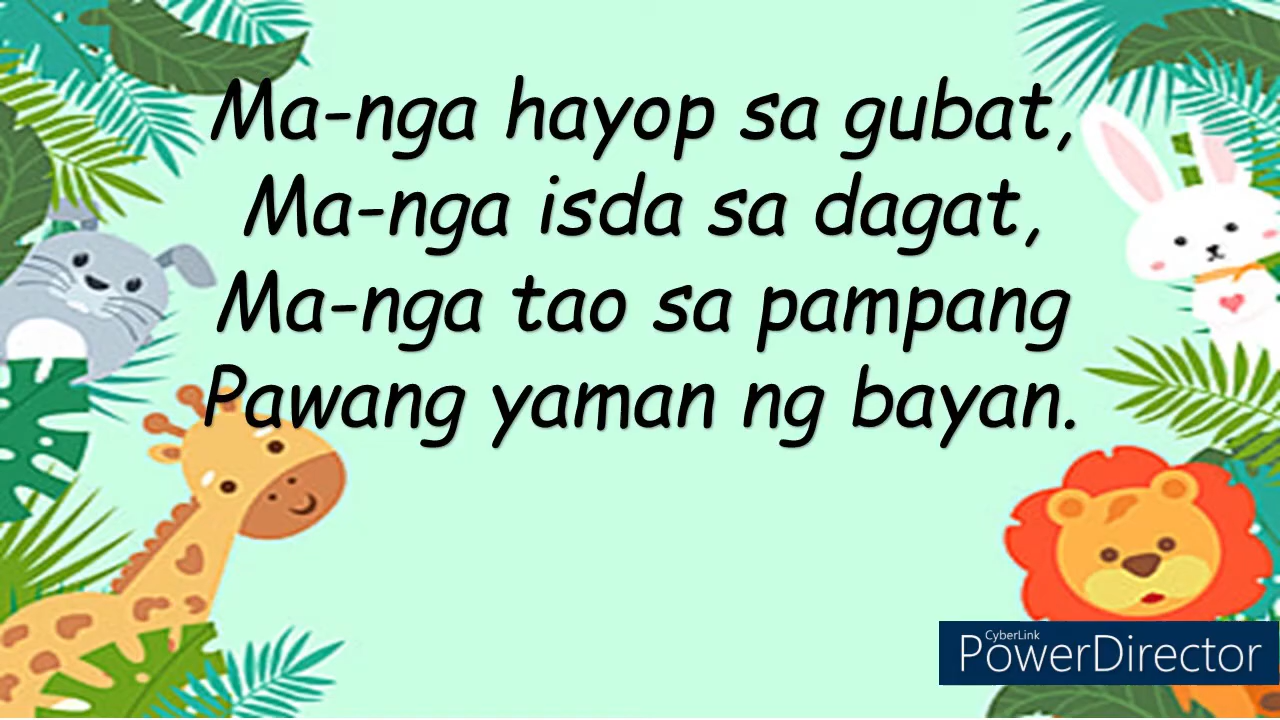 Ma-nga hayop sa gubat,
Ma-nga isda sa dagat,
Ma-nga tao sa pampang
Pawang yaman ng bayan.
CyberLink
PowerDirector